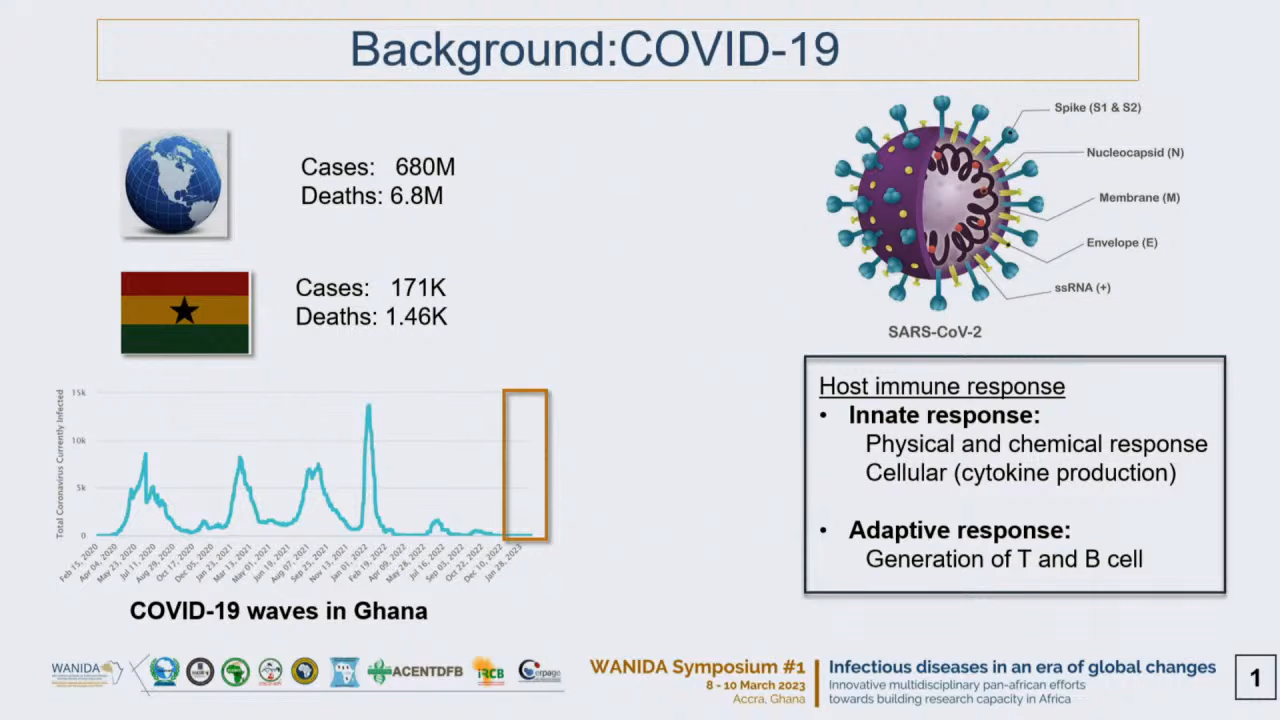 Background:COVID-19
Cases: 680M
Deaths: 6.8M
Cases: 171K
Deaths: 1.46K
Spike (S1 & S2)
Nucleocapsid (N)
Membrane (M)
Envelope (E)
ssRNA (+)
SARS-CoV-2
Total Coronavirus Currently Infected
15k
10k
5k
0
Feb 15, 2020
Apr 04, 2020
May 23, 2020
Jul 11, 2020
Aug 29, 2020
Oct 17, 2020
Dec 05, 2020
Jan 23, 2021
Mar 13, 2021
May 01, 2021
Jun 19, 2021
Aug 07, 2021
Sep 25, 2021
Nov 13, 2021
Jan 01, 2022
Feb 19, 2022
Apr 09, 2022
May 28, 2022
Jul 16, 2022
Sep 03, 2022
Oct 22, 2022
Dec 10, 2022
Jan 28, 2023
COVID-19 waves in Ghana
Host immune response
• Innate response:
Physical and chemical response
Cellular (cytokine production)
• Adaptive response:
Generation of T and B cell
WANIDA
ACENTDFB
iRCB
Cerpage
WANIDA Symposium #1
8 - 10 March 2023
Accra, Ghana
Infectious diseases in an era of global changes
Innovative multidisciplinary pan-african efforts
towards building research capacity in Africa
1